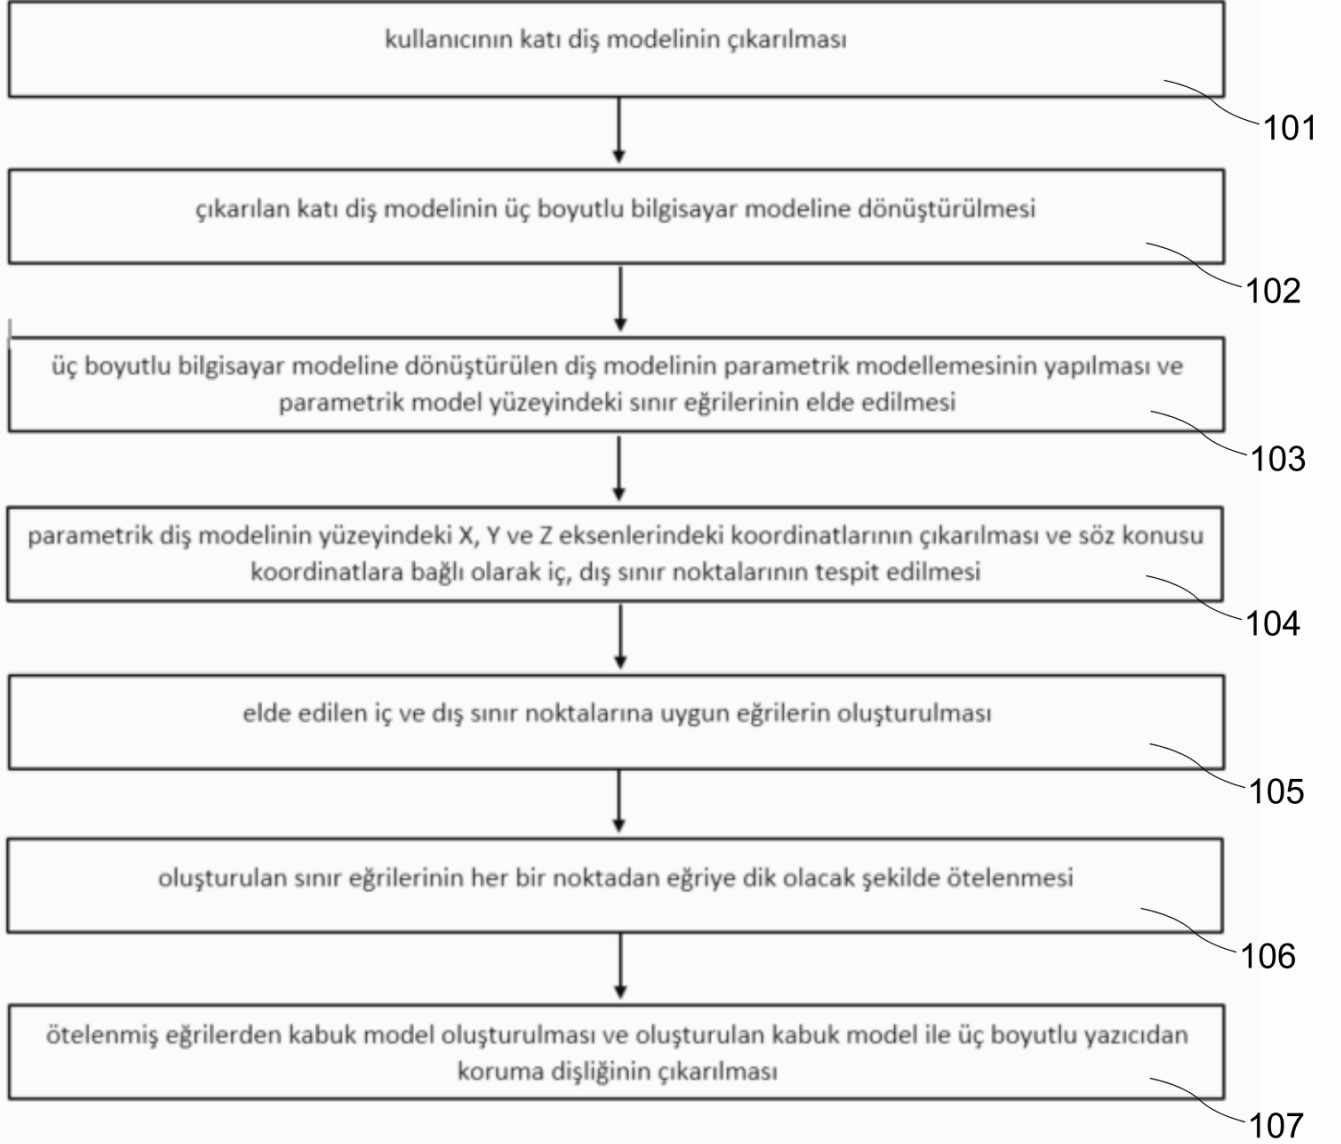 kullanıcının katı diş modelinin çıkarılması
101
çıkarılan katı diş modelinin üç boyutlu bilgisayar modeline dönüştürülmesi
102
üç boyutlu bilgisayar modeline dönüştürülen diş modelinin parametrik modellemesinin yapılması ve
parametrik model yüzeyindeki sınır eğrilerinin elde edilmesi
103
parametrik diş modelinin yüzeyindeki X, Y ve Z eksenlerindeki koordinatlarının çıkarılması ve söz konusu
koordinatlara bağlı olarak iç, dış sınır noktalarının tespit edilmesi
104
elde edilen iç ve dış sınır noktalarına uygun eğrilerin oluşturulması
105
oluşturulan sınır eğrilerinin her bir noktadan eğriye dik olacak şekilde ötelenmesi
106
ötelenmiş eğrilerden kabuk model oluşturulması ve oluşturulan kabuk model ile üç boyutlu yazıcıdan
koruma dişliğinin çıkarılması
107